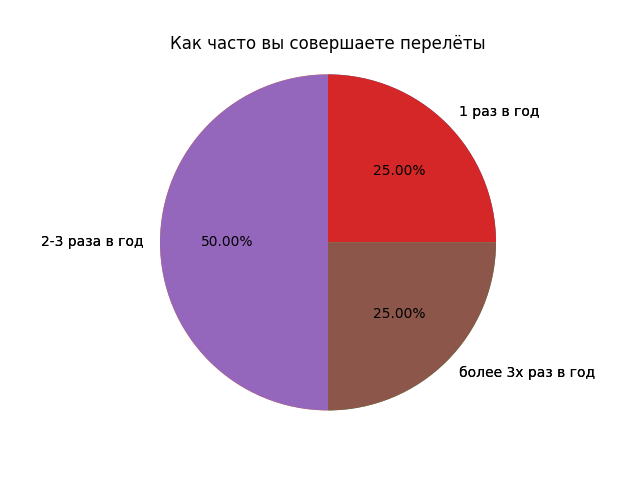 Как часто вы совершаете перелёты
1 раз в год
25.00%
2-3 раза в год
50.00%
25.00%
более 3х раз в год